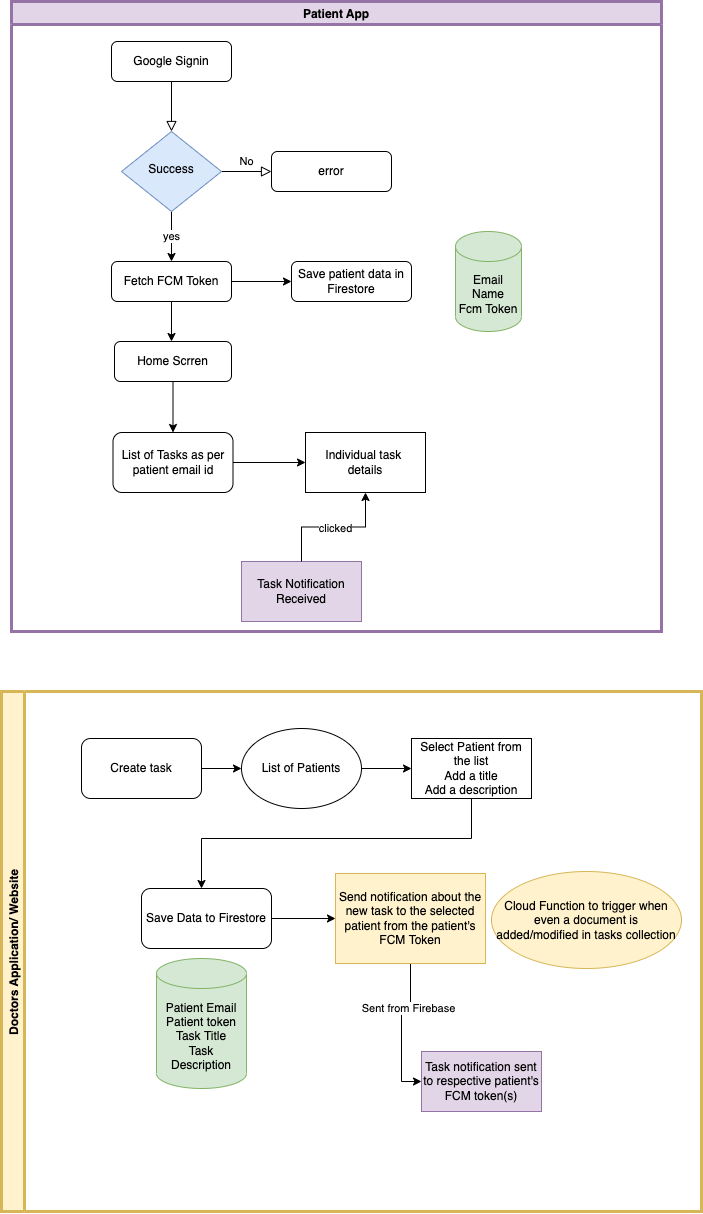 Patient App
Google Signin
Success
No
error
yes
Fetch FCM Token
Save patient data in
Firestore
Email
Name
Fcm Token
Home Scrren
List of Tasks as per
patient email id
Individual task
details
clicked
Task Notification
Received
Doctors Application/ Website
Create task
List of Patients
Select Patient from
the list
Add a title
Add a description
Save Data to Firestore
Send notification about the
new task to the selected
patient from the patient's
FCM Token
Cloud Function to trigger when
even a document is
added/modified in tasks collection
Patient Email
Patient token
Task Title
Task
Description
Sent from Firebase
Task notification sent
to respective patient's
FCM token(s)